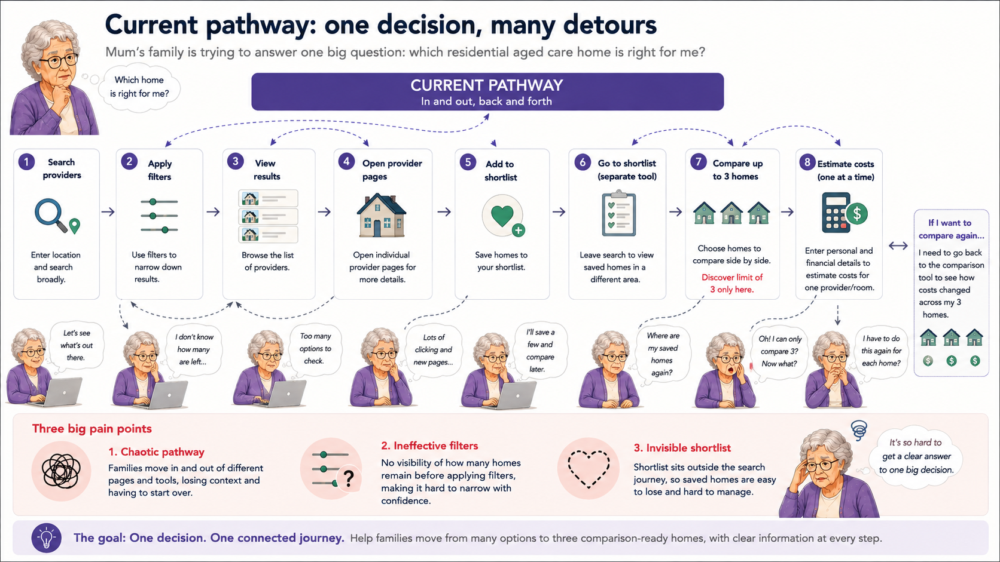 Current pathway: one decision, many detours
Mum's family is trying to answer one big question: which residential aged care home is right for me?
Which home
is right for me?
CURRENT PATHWAY
In and out, back and forth
1
Search
providers
Enter location
and search
broadly.
2
Apply
filters
Use filters to
narrow down
results.
3
View
results
Browse the list
of providers.
4
Open provider
pages
Open individual
provider pages for
more details.
5
Add to
shortlist
Save homes to
your shortlist.
6
Go to shortlist
(separate tool)
Leave search to view
saved homes in a
different area.
7
Compare up
to 3 homes
Choose homes to
compare side by side.
Discover limit of
3 only here.
8
Estimate costs
(one at a time)
$
Enter personal and
financial details to
estimate costs for
one provider/room.
If I want to
compare again...
I need to go back
to the comparison
tool to see how
costs changed
across my 3
homes.
$ $ $
Let's see
what's out
there.
I don't know
how many
are left...
Too many
options to
check.
Lots of
clicking and
new pages...
I'll save a
few and
compare
later.
Where are
my saved
homes
again?
Oh! I can only
compare 3?
Now what?
I have to do
this again for
each home?
Three big pain points
1. Chaotic pathway
Families move in and out of different
pages and tools, losing context and
having to start over.
?
2. Ineffective filters
No visibility of how many homes
remain before applying filters,
making it hard to narrow with
confidence.
3. Invisible shortlist
Shortlist sits outside the search
journey, so saved homes are easy
to lose and hard to manage.
It's so hard to
get a clear answer
to one big decision.
The goal: One decision. One connected journey. Help families move from many options to three comparison-ready homes, with clear information at every step.